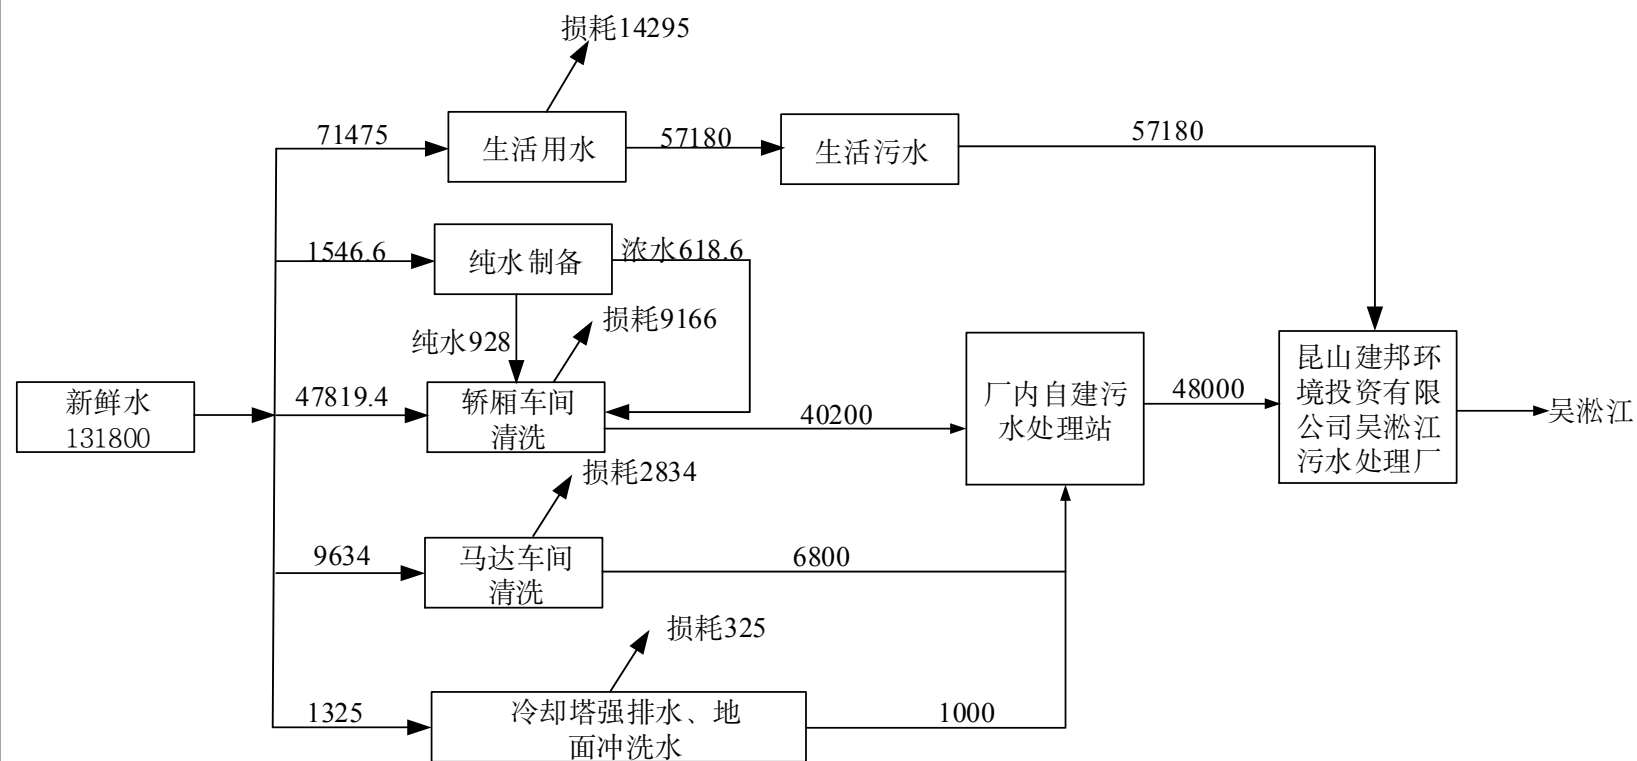 损耗14295
71475
生活用水
57180
生活污水
57180
1546.6
纯水制备
浓水618.6
纯水928
损耗9166
新鲜水
131800
47819.4
轿厢车间
清洗
40200
厂内自建污
水处理站
48000
昆山建邦环
境投资有限
公司吴淞江
污水处理厂
吴淞江
损耗2834
9634
马达车间
清洗
6800
损耗325
1325
冷却塔强排水、地
面冲洗水
1000